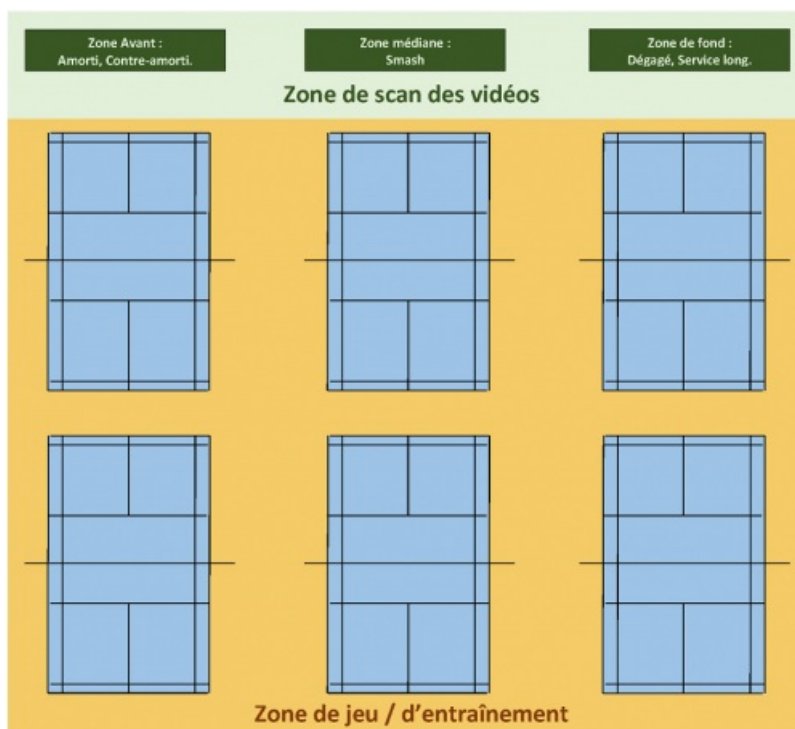 Zone Avant :
Amorti, Contre-amorti.
Zone médiane :
Smash
Zone de fond :
Dégagé, Service long.
Zone de scan des vidéos
Zone de jeu / d'entraînement